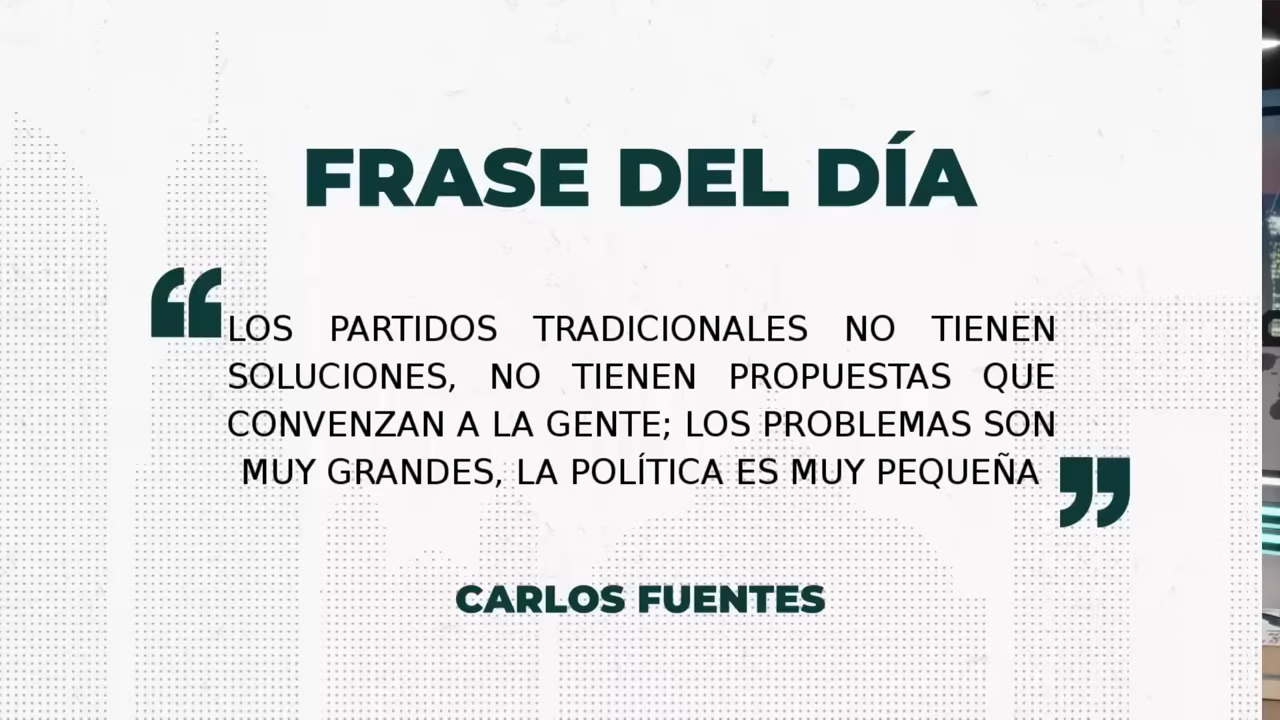 FRASE DEL DÍA
“LOS PARTIDOS TRADICIONALES NO TIENEN
SOLUCIONES, NO TIENEN PROPUESTAS QUE
CONVENZAN A LA GENTE; LOS PROBLEMAS SON
MUY GRANDES, LA POLÍTICA ES MUY PEQUEÑA”
CARLOS FUENTES